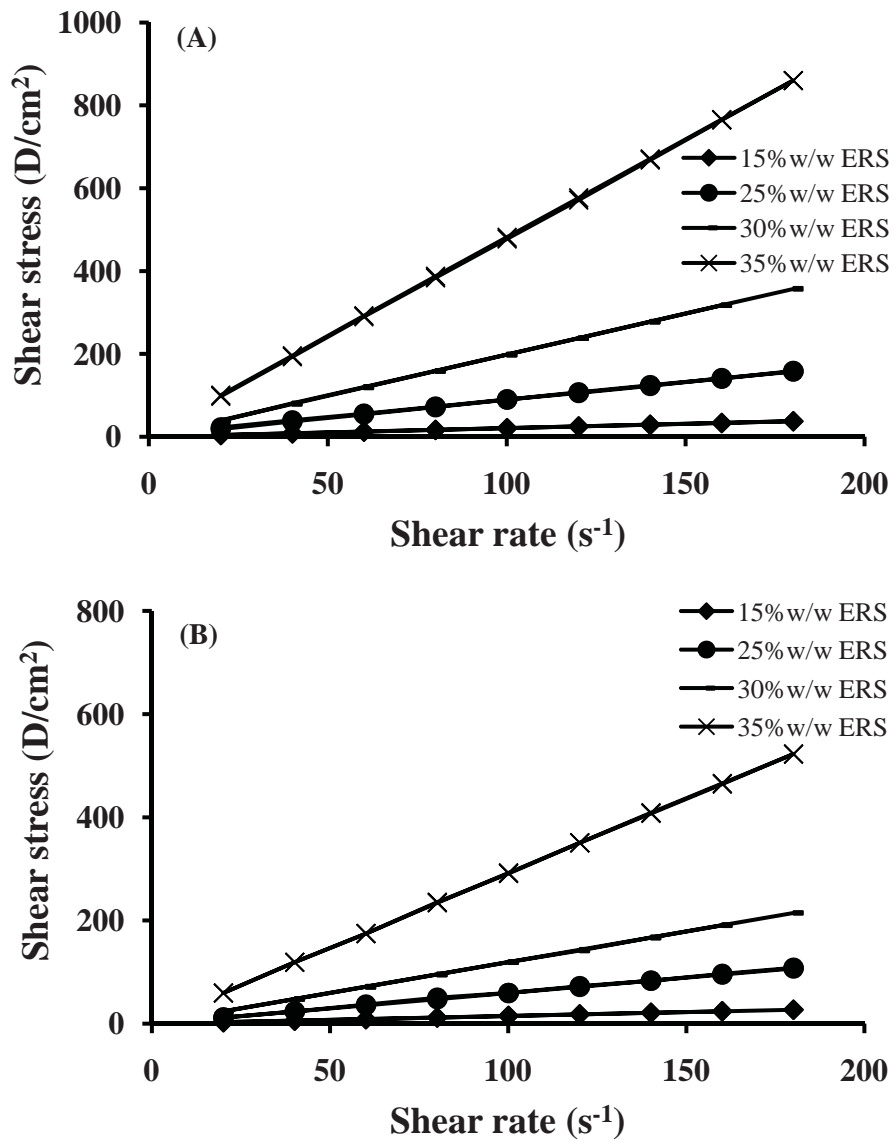 1000
(A)
800
600
400
200
0
Shear stress (D/cm²)
15%w/w ERS
25%w/w ERS
30%w/w ERS
35%w/w ERS
0 50 100 150 200
Shear rate (s⁻¹)
800
(B)
600
400
200
0
Shear stress (D/cm²)
15%w/w ERS
25%w/w ERS
30%w/w ERS
35%w/w ERS
0 50 100 150 200
Shear rate (s⁻¹)